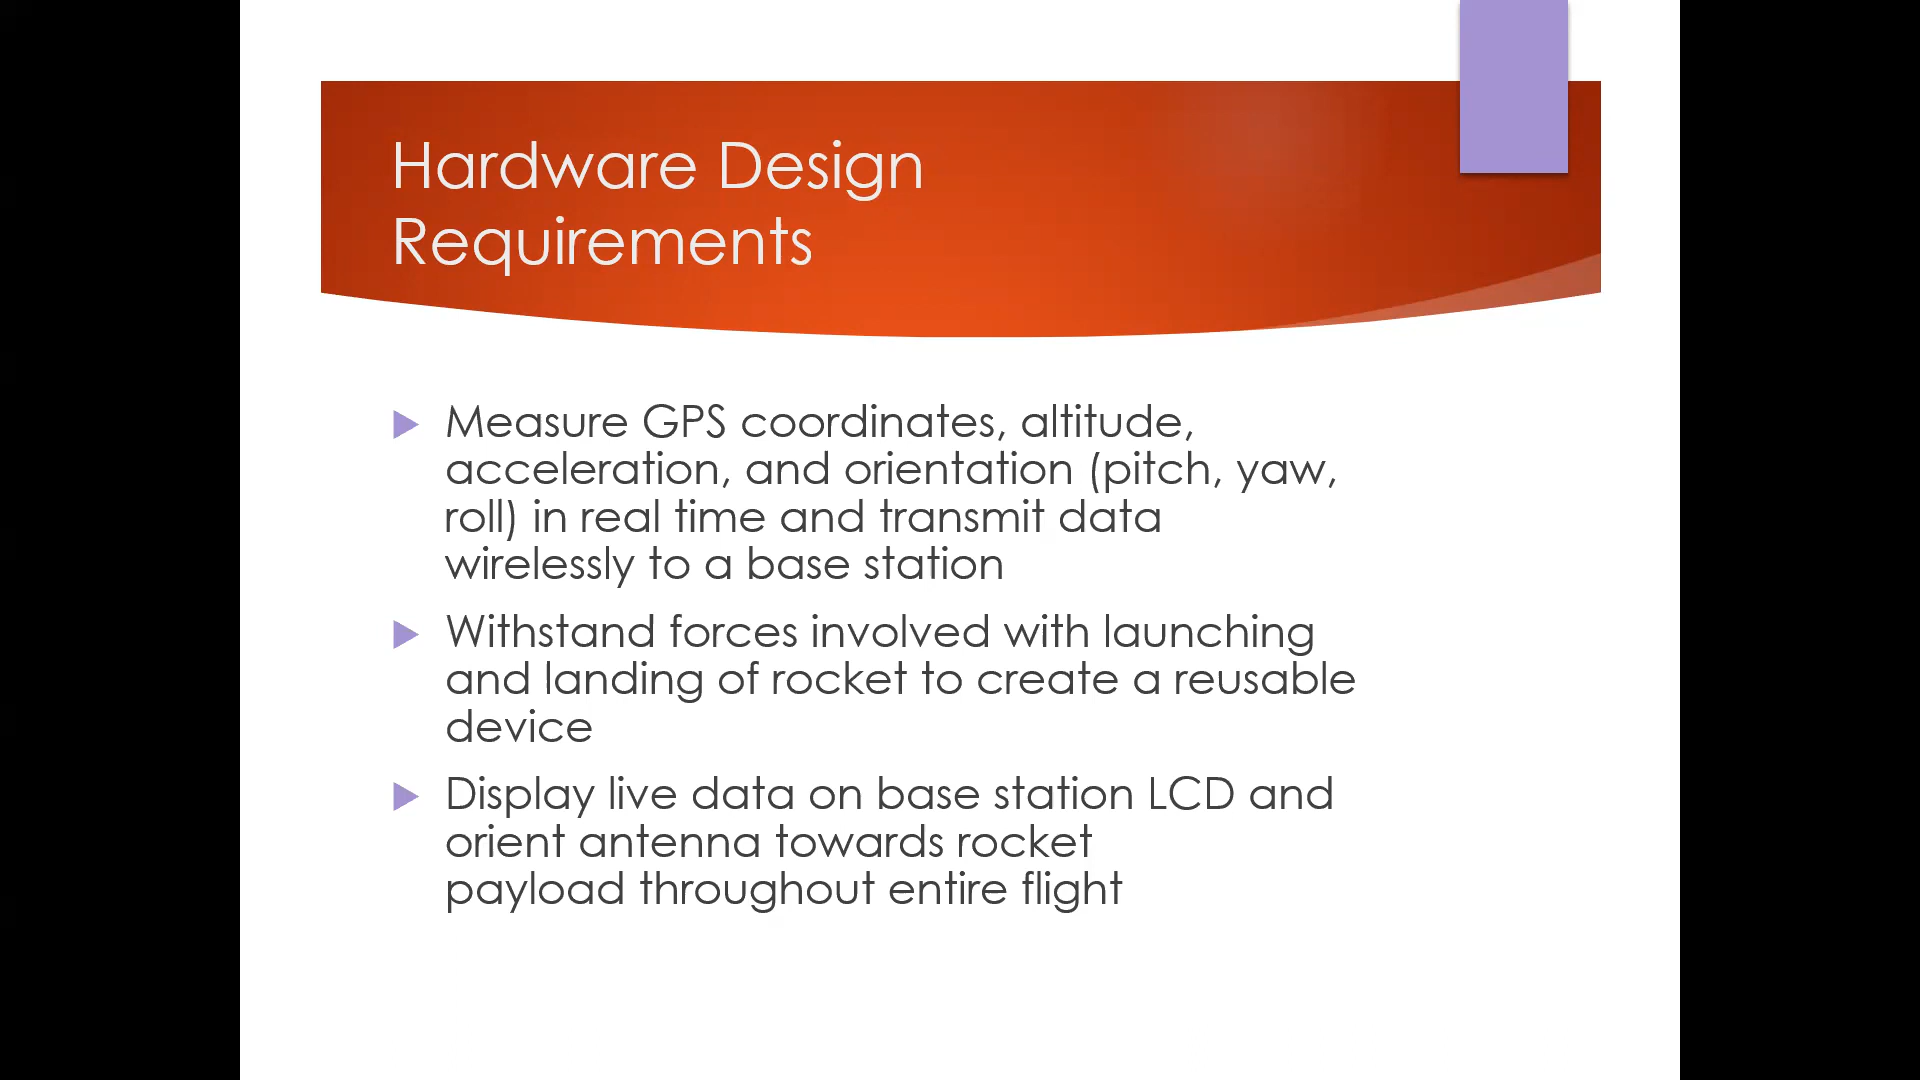 Hardware Design
Requirements
Measure GPS coordinates, altitude,
acceleration, and orientation (pitch, yaw,
roll) in real time and transmit data
wirelessly to a base station
Withstand forces involved with launching
and landing of rocket to create a reusable
device
Display live data on base station LCD and
orient antenna towards rocket
payload throughout entire flight